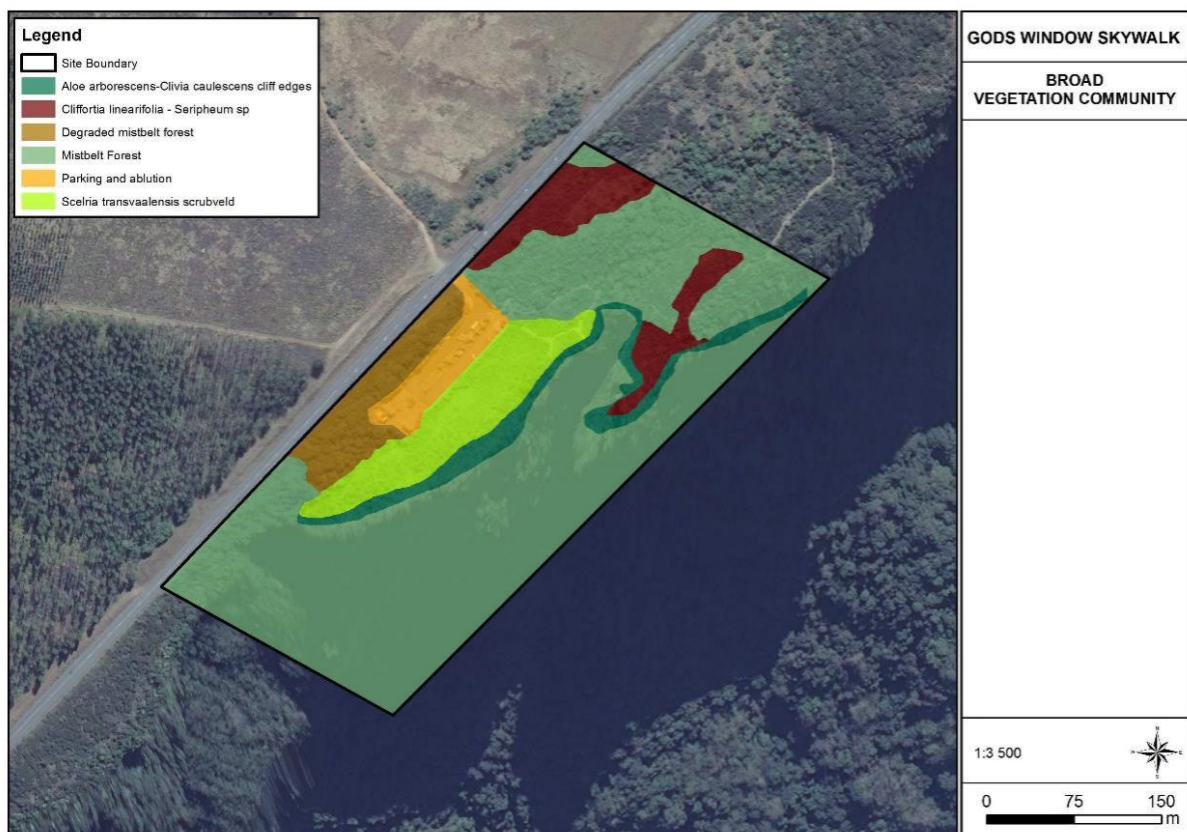 Legend
Site Boundary
Aloe arborescens-Clivia caulescens cliff edges
Cliffortia linearifolia - Seripheum sp
Degraded mistbelt forest
Mistbelt Forest
Parking and ablution
Scelria transvaalensis scrubveld
GODS WINDOW SKYWALK
BROAD
VEGETATION COMMUNITY
1:3 500
N
W E
S
0 75 150
m